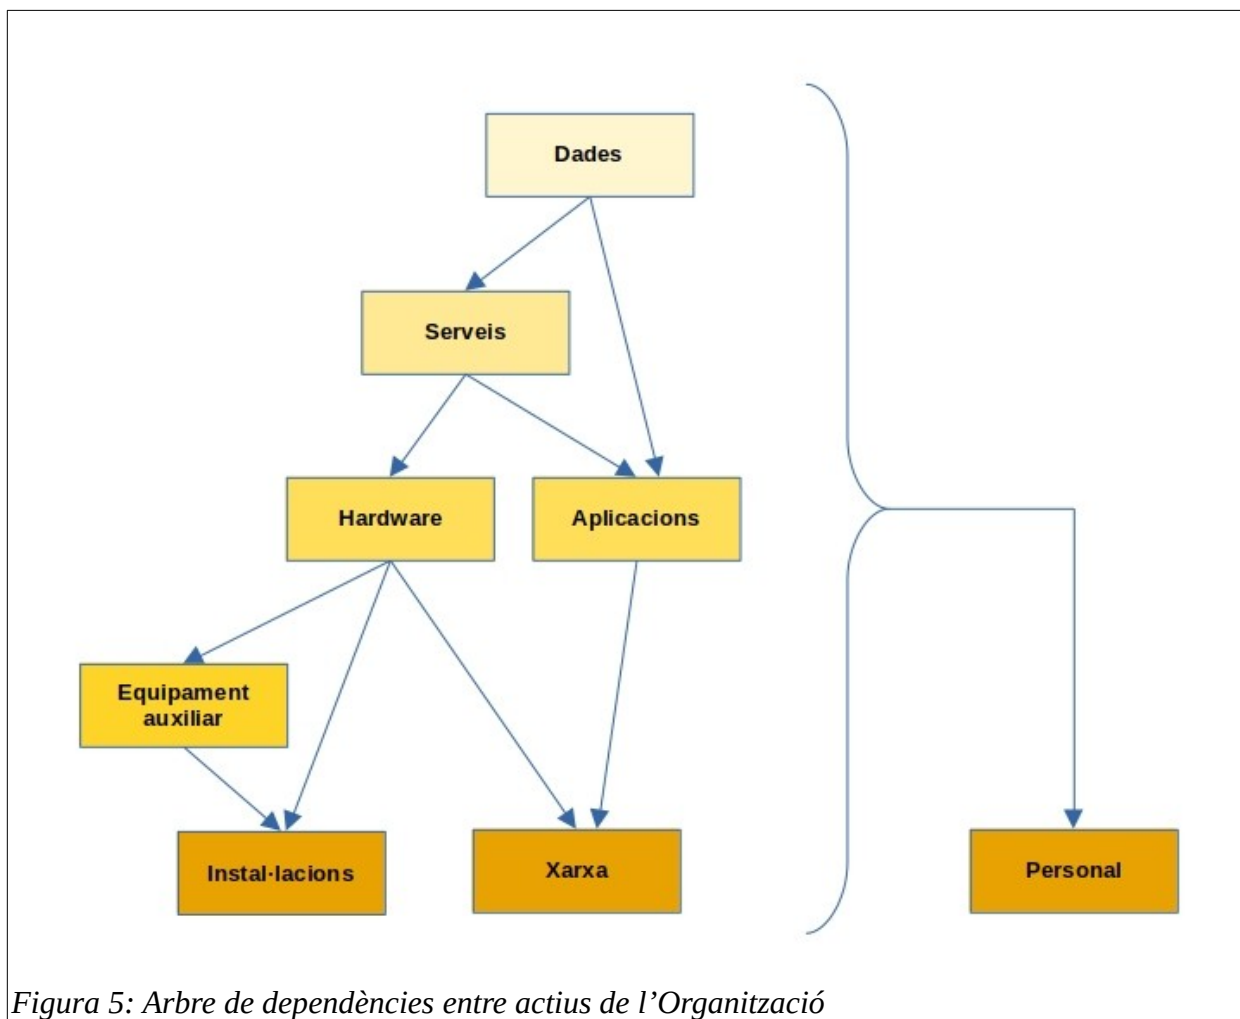 Dades
Serveis
Hardware
Aplicacions
Equipament
auxiliar
Instal·lacions
Xarxa
Personal
Figura 5: Arbre de dependències entre actius de l’Organització